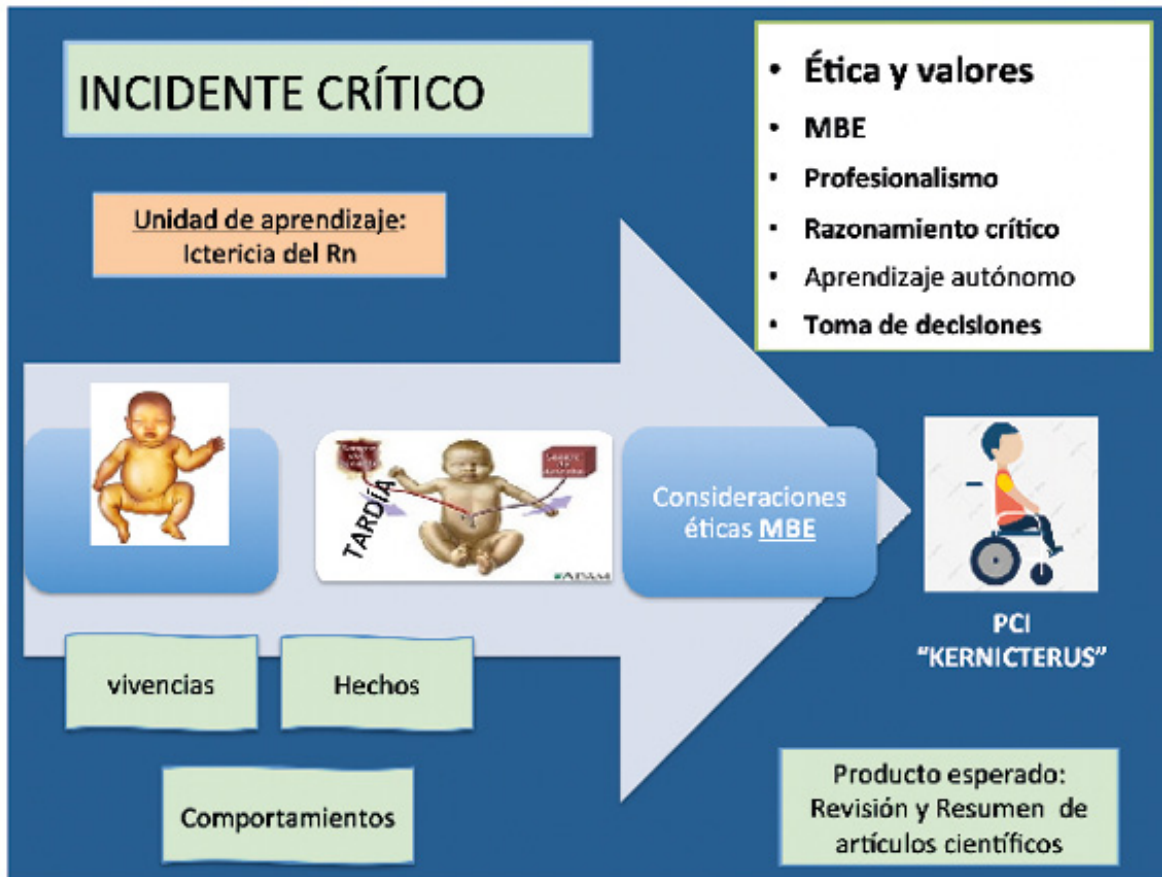 INCIDENTE CRÍTICO
• Ética y valores
• MBE
• Profesionalismo
• Razonamiento crítico
• Aprendizaje autónomo
• Toma de decisiones
Unidad de aprendizaje:
Ictericia del Rn
TARDÍA
Consideraciones
éticas MBE
PCI
“KERNICTERUS”
vivencias
Hechos
Comportamientos
Producto esperado:
Revisión y Resumen de
artículos científicos